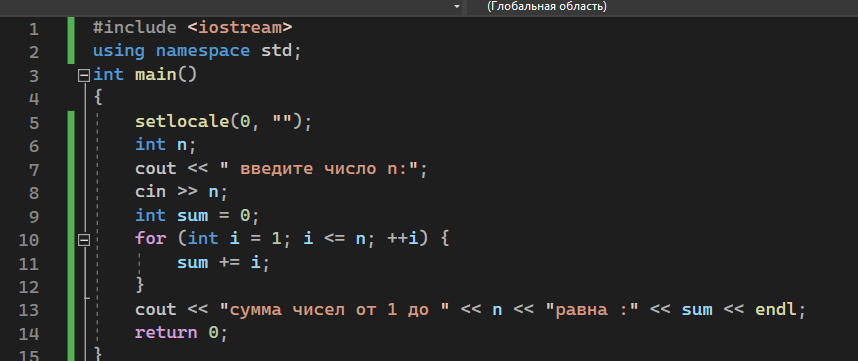 (Глобальная область)
1 #include <iostream>
2 using namespace std;
3 int main()
4 {
5 setlocale(0, "");
6 int n;
7 cout << " введите число n:";
8 cin >> n;
9 int sum = 0;
10 for (int i = 1; i <= n; ++i) {
11 sum += i;
12 }
13 cout << "сумма чисел от 1 до " << n << "равна :" << sum << endl;
14 return 0;
15 }